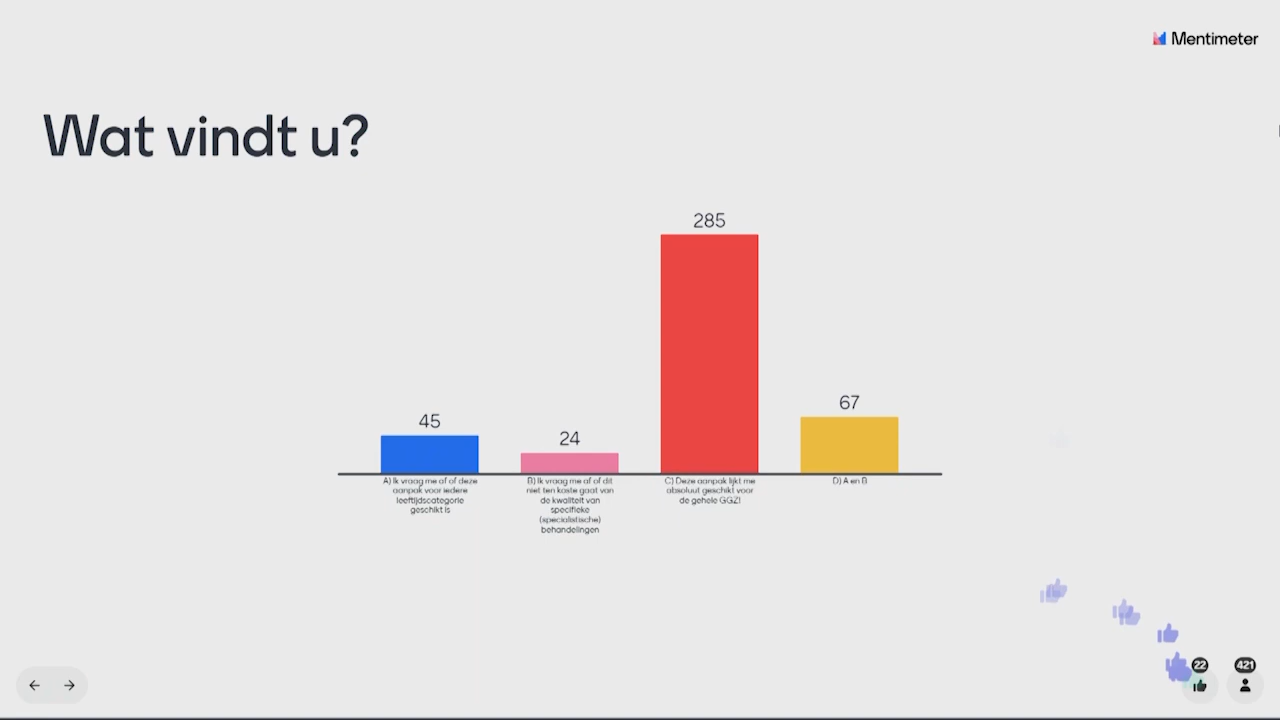 Mentimeter
Wat vindt u?
285
67
45
24
A) Ik vraag me af of deze
aanpak voor iedere
leeftijdscategorie
geschikt is
B) Ik vraag me af of dit
niet ten koste gaat van
de kwaliteit van
specifieke
(specialistische)
behandelingen
C) Deze aanpak lijkt me
absoluut geschikt voor
de gehele GGZ!
D) A en B
22
421